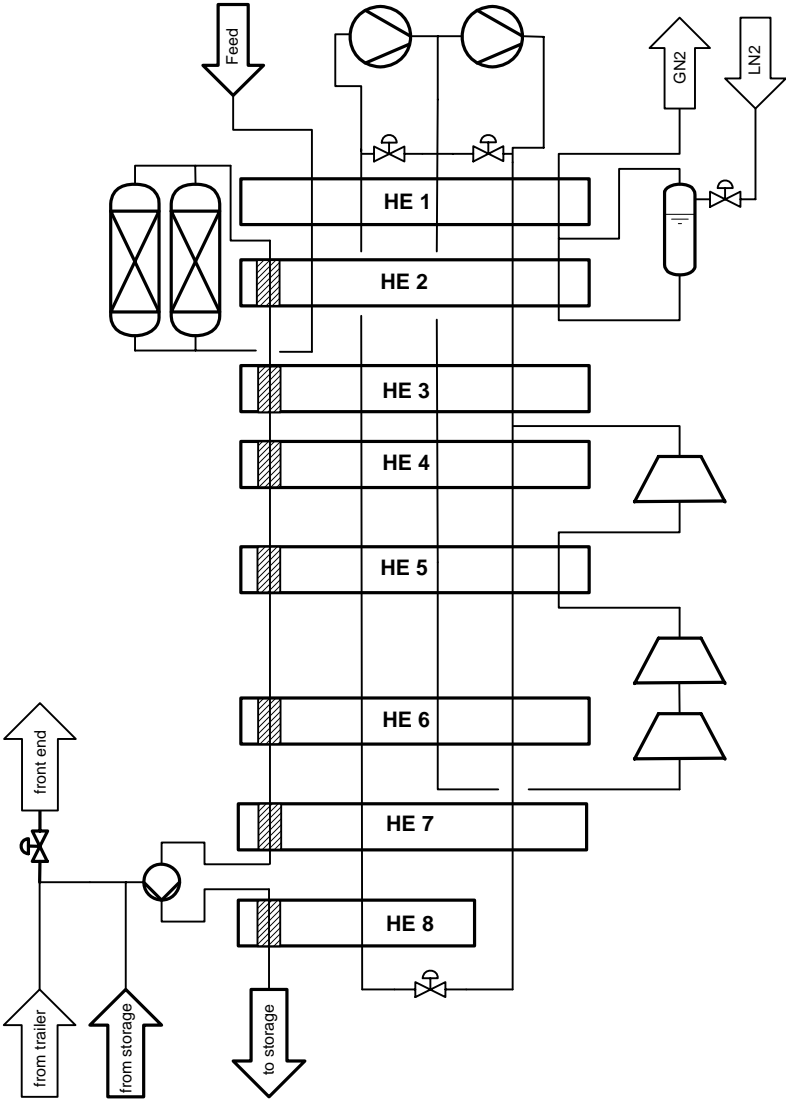 Feed
GN2
LN2
HE 1
HE 2
HE 3
HE 4
HE 5
HE 6
front end
HE 7
HE 8
from trailer
from storage
to storage